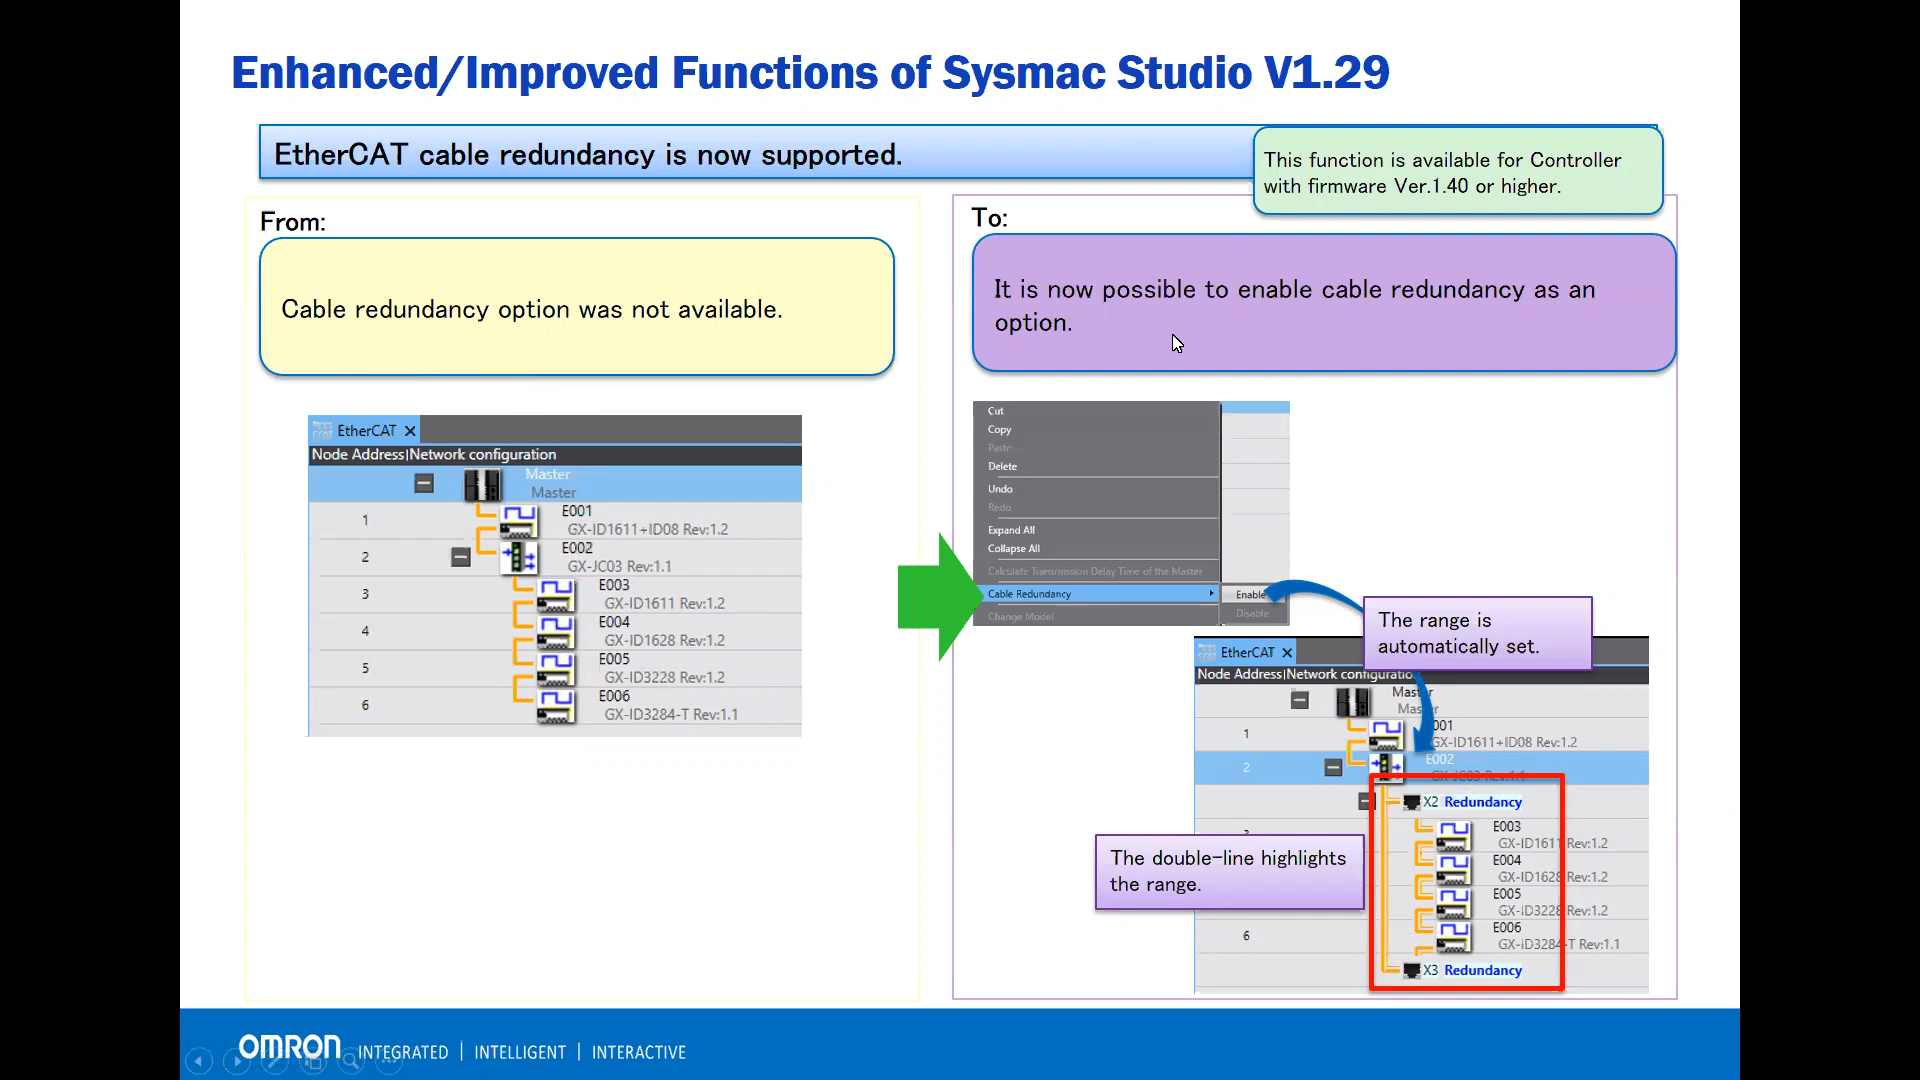 Enhanced/Improved Functions of Sysmac Studio V1.29
EtherCAT cable redundancy is now supported.
This function is available for Controller
with firmware Ver.1.40 or higher.
From:
Cable redundancy option was not available.
EtherCAT
Node Address|Network configuration
Master
Master
1
E001
GX-ID1611+ID08 Rev:1.2
2
E002
GX-JC03 Rev:1.1
3
E003
GX-ID1611 Rev:1.2
4
E004
GX-ID1628 Rev:1.2
5
E005
GX-ID3228 Rev:1.2
6
E006
GX-ID3284-T Rev:1.1
To:
It is now possible to enable cable redundancy as an
option.
Cut
Copy
Paste
Delete
Undo
Redo
Expand All
Collapse All
Calculate Transmission Delay Time of the Master
Cable Redundancy
Enable
Disable
Change Model
The range is
automatically set.
EtherCAT
Node Address|Network configuratio
Master
Master
1
001
GX-ID1611+ID08 Rev:1.2
2
E002
GX-JC03 Rev:1.1
X2 Redundancy
E003
GX-ID1611 Rev:1.2
E004
GX-ID1628 Rev:1.2
E005
GX-ID3228 Rev:1.2
6
E006
GX-ID3284-T Rev:1.1
X3 Redundancy
The double-line highlights
the range.
OMRON INTEGRATED | INTELLIGENT | INTERACTIVE